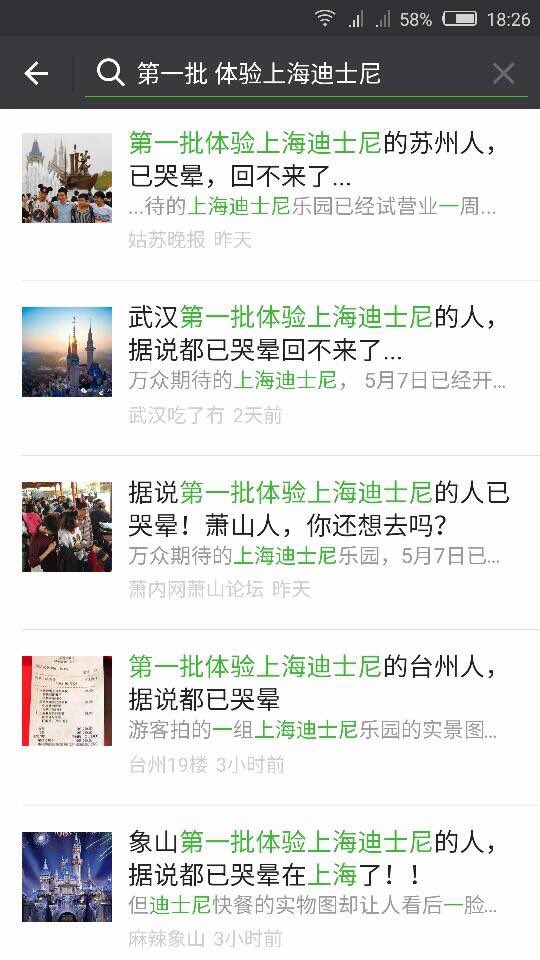 58% 18:26
第一批 体验上海迪士尼
第一批体验上海迪士尼的苏州人，
已哭晕，回不来了...
...待的上海迪士尼乐园已经试营业一周...
姑苏晚报 昨天
武汉第一批体验上海迪士尼的人，
据说都已哭晕回不来了...
万众期待的上海迪士尼， 5月7日已经开...
武汉吃了冇 2天前
据说第一批体验上海迪士尼的人已
哭晕！萧山人，你还想去吗？
万众期待的上海迪士尼乐园，5月7日已...
萧内网萧山论坛 昨天
第一批体验上海迪士尼的台州人，
据说都已哭晕
游客拍的一组上海迪士尼乐园的实景图...
台州19楼 3小时前
象山第一批体验上海迪士尼的人，
据说都已哭晕在上海了！！
但迪士尼快餐的实物图却让人看后一脸...
麻辣象山 3小时前